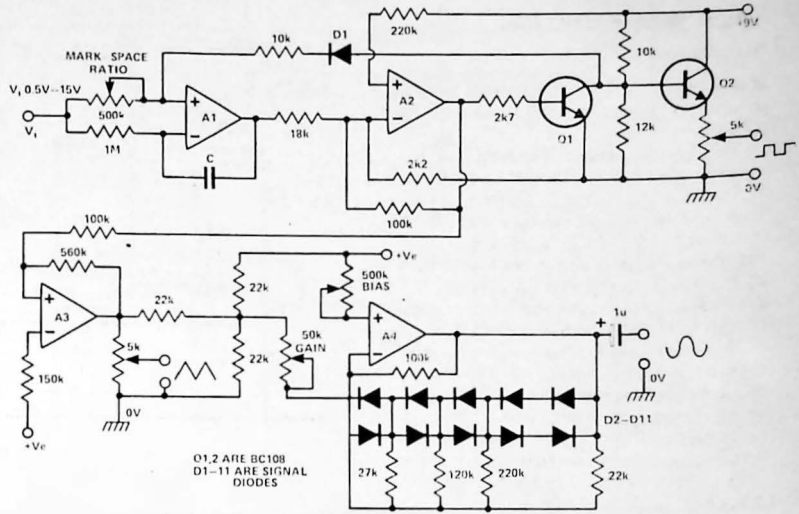 220k
+9V
10k
D1
10k
MARK-SPACE
RATIO
V₁ 0.5V-15V
500k
V₁
1M
A1
C
18k
A2
2k7
Q1
Q2
12k
5k
0V
2k2
100k
100k
560k
A3
22k
5k
0V
150k
+Ve
22k
22k
50k
GAIN
+Ve
500k
BIAS
A4
100k
+
1u
0V
D2-D11
27k
120k
220k
22k
Q1,2 ARE BC108
D1-11 ARE SIGNAL
DIODES